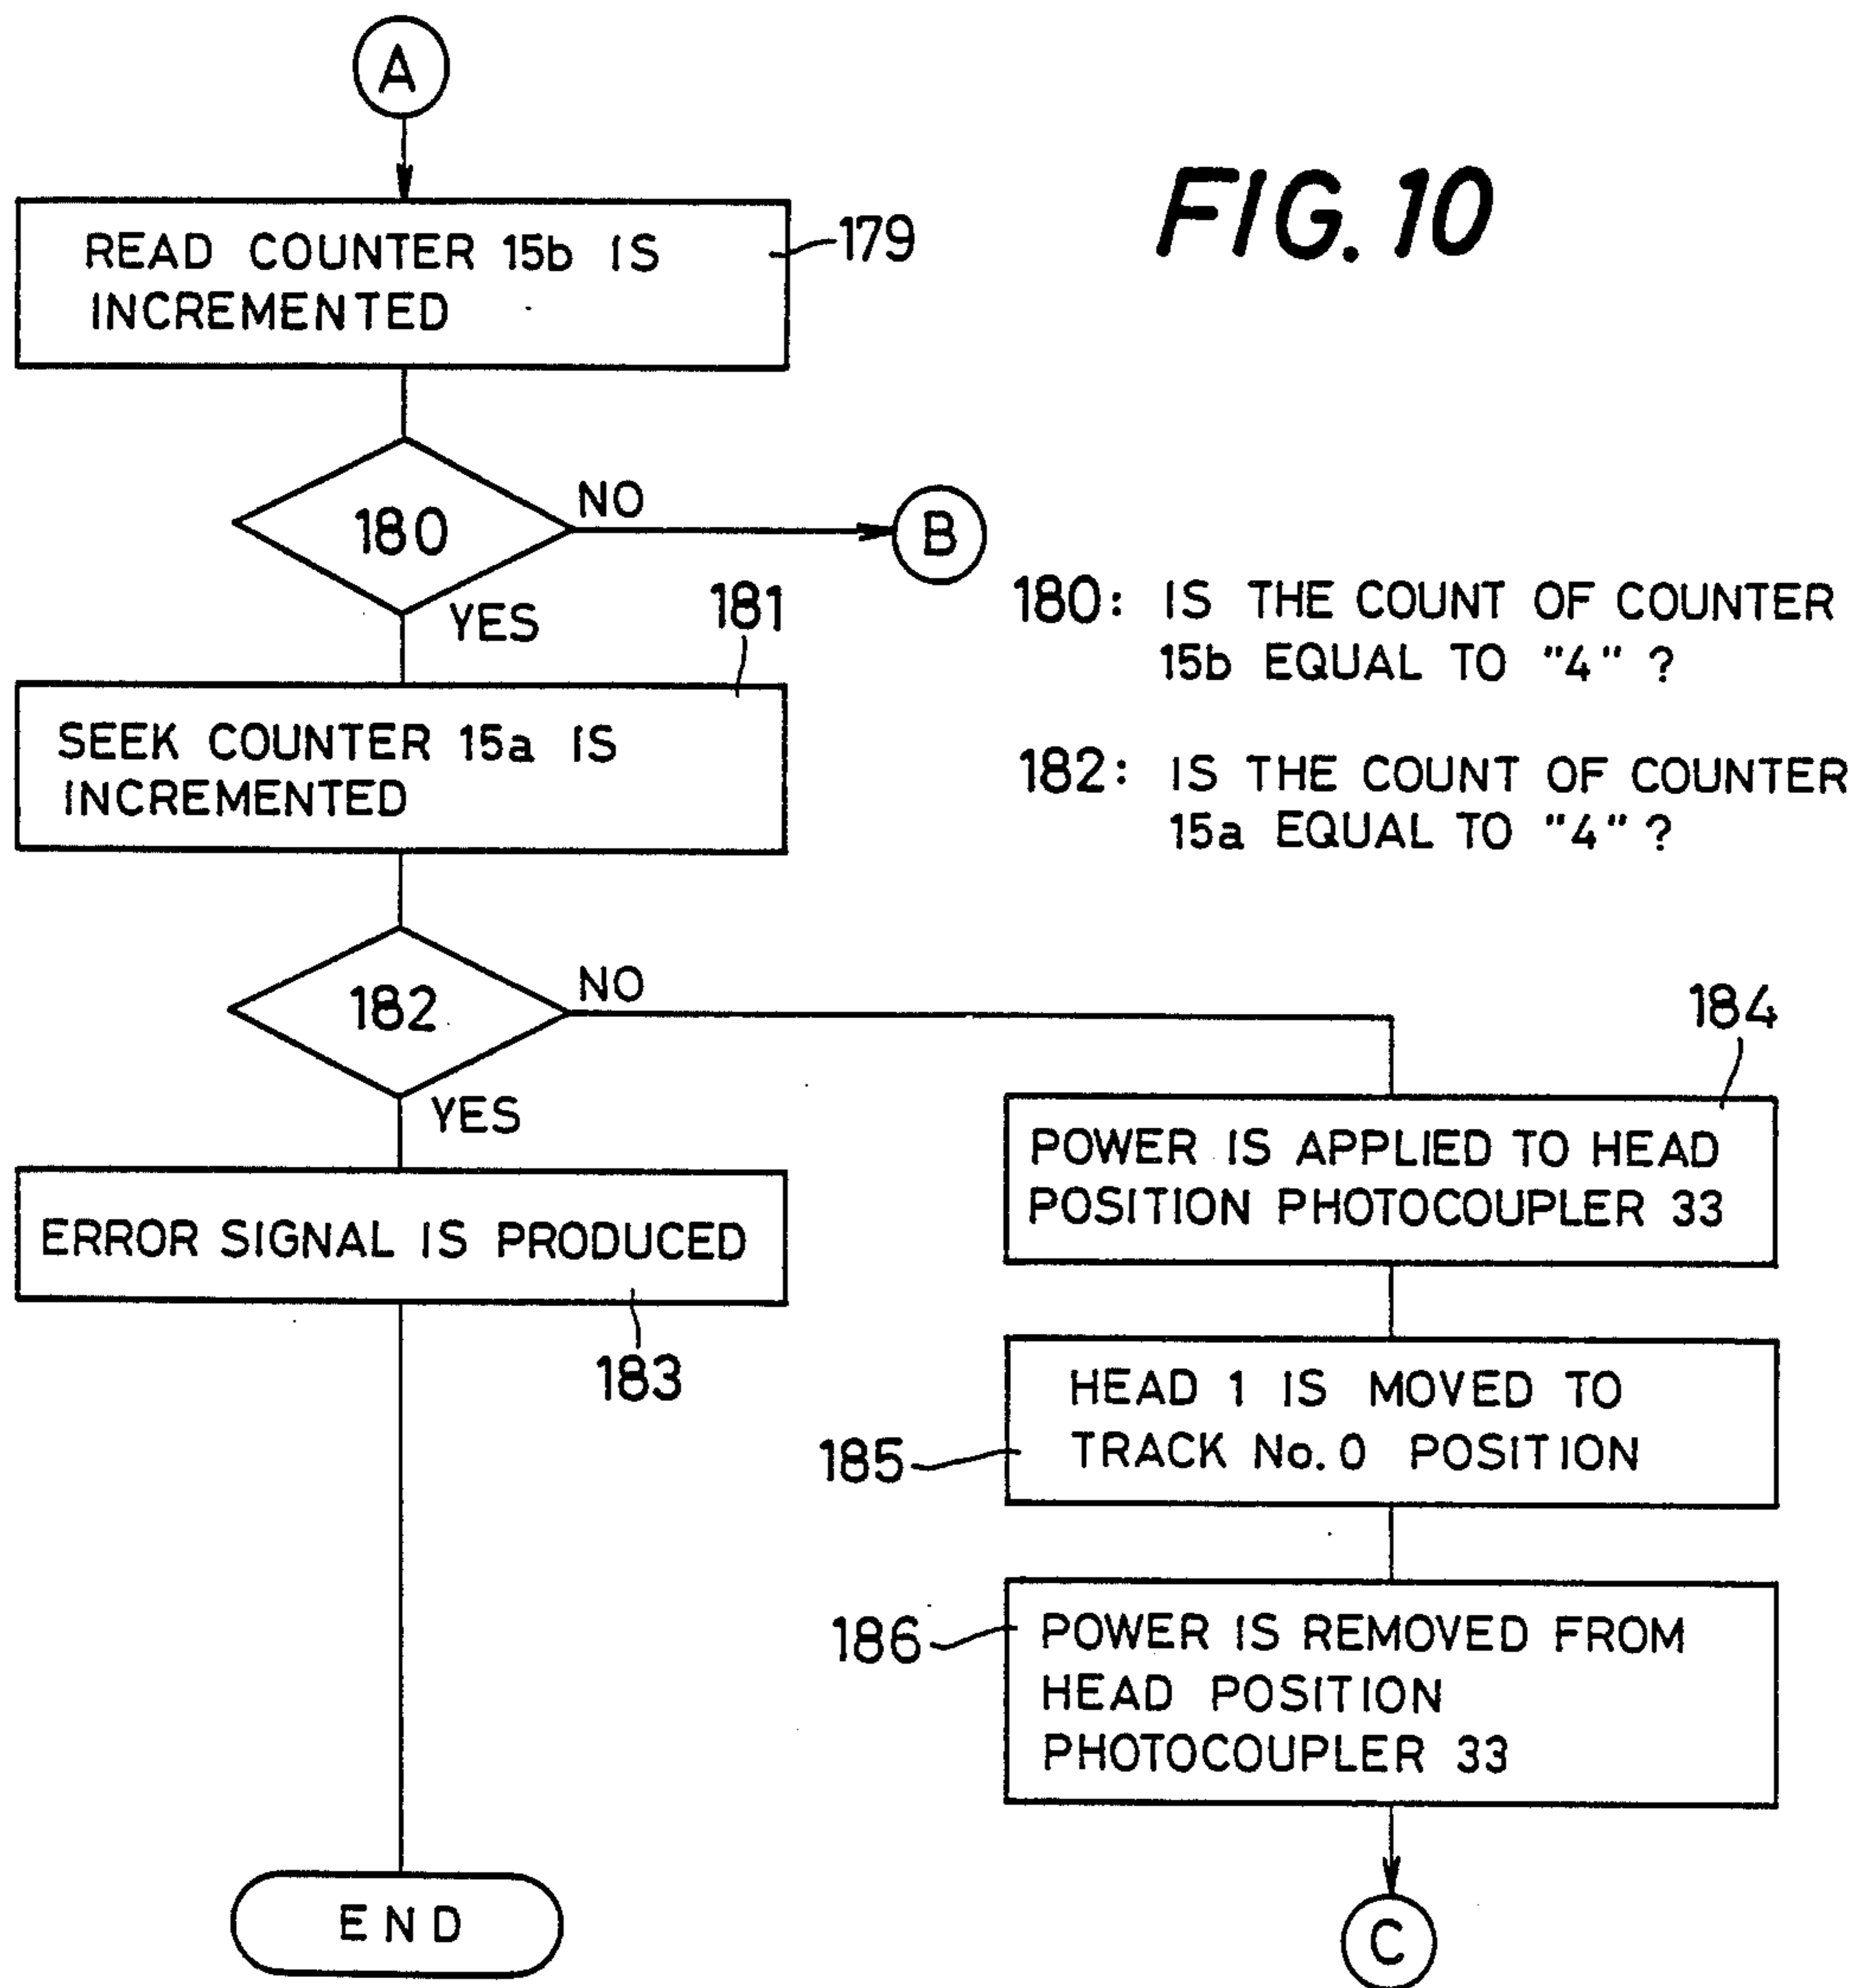 A
FIG. 10
READ COUNTER 15b IS
INCREMENTED
179
180
NO
B
YES
180: IS THE COUNT OF COUNTER
15b EQUAL TO "4" ?
181
SEEK COUNTER 15a IS
INCREMENTED
182: IS THE COUNT OF COUNTER
15a EQUAL TO "4" ?
182
NO
YES
184
POWER IS APPLIED TO HEAD
POSITION PHOTOCOUPLER 33
ERROR SIGNAL IS PRODUCED
183
HEAD 1 IS MOVED TO
TRACK No. 0 POSITION
185
186
POWER IS REMOVED FROM
HEAD POSITION
PHOTOCOUPLER 33
END
C